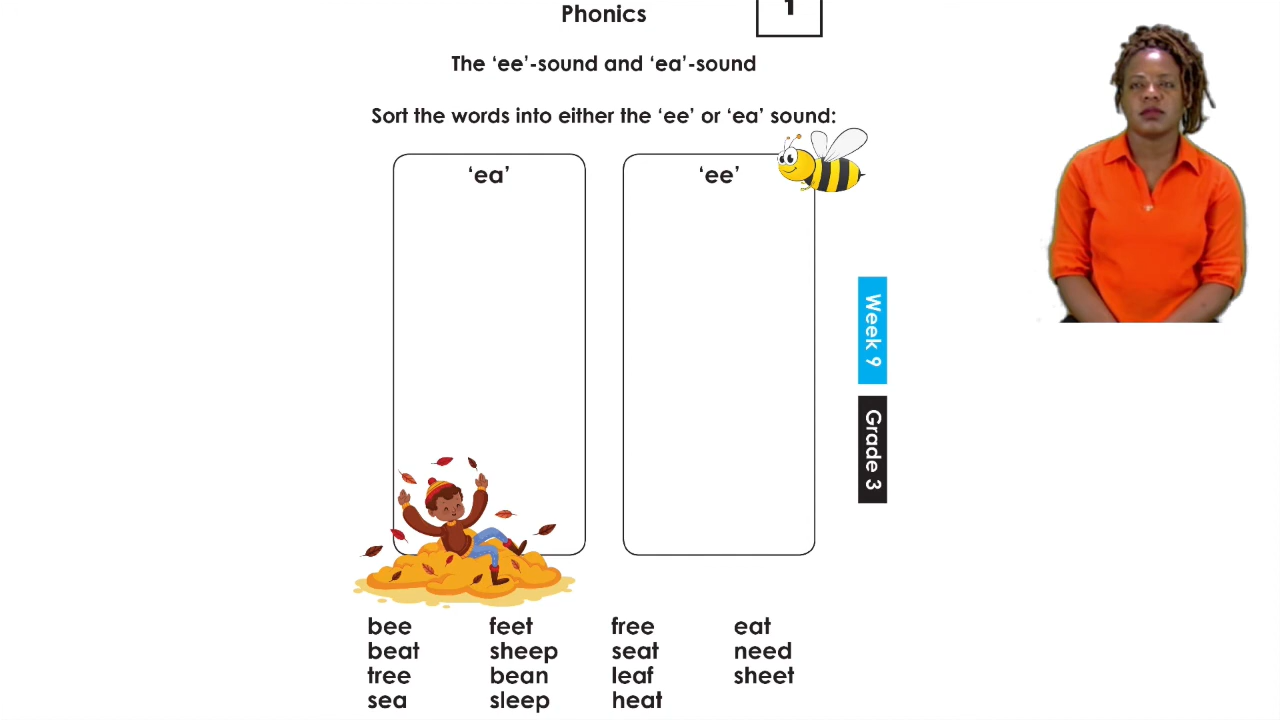 Phonics
1
The ‘ee’-sound and ‘ea’-sound
Sort the words into either the ‘ee’ or ‘ea’ sound:
‘ea’
‘ee’
Week 9
Grade 3
bee feet free eat
beat sheep seat need
tree bean leaf sheet
sea sleep heat